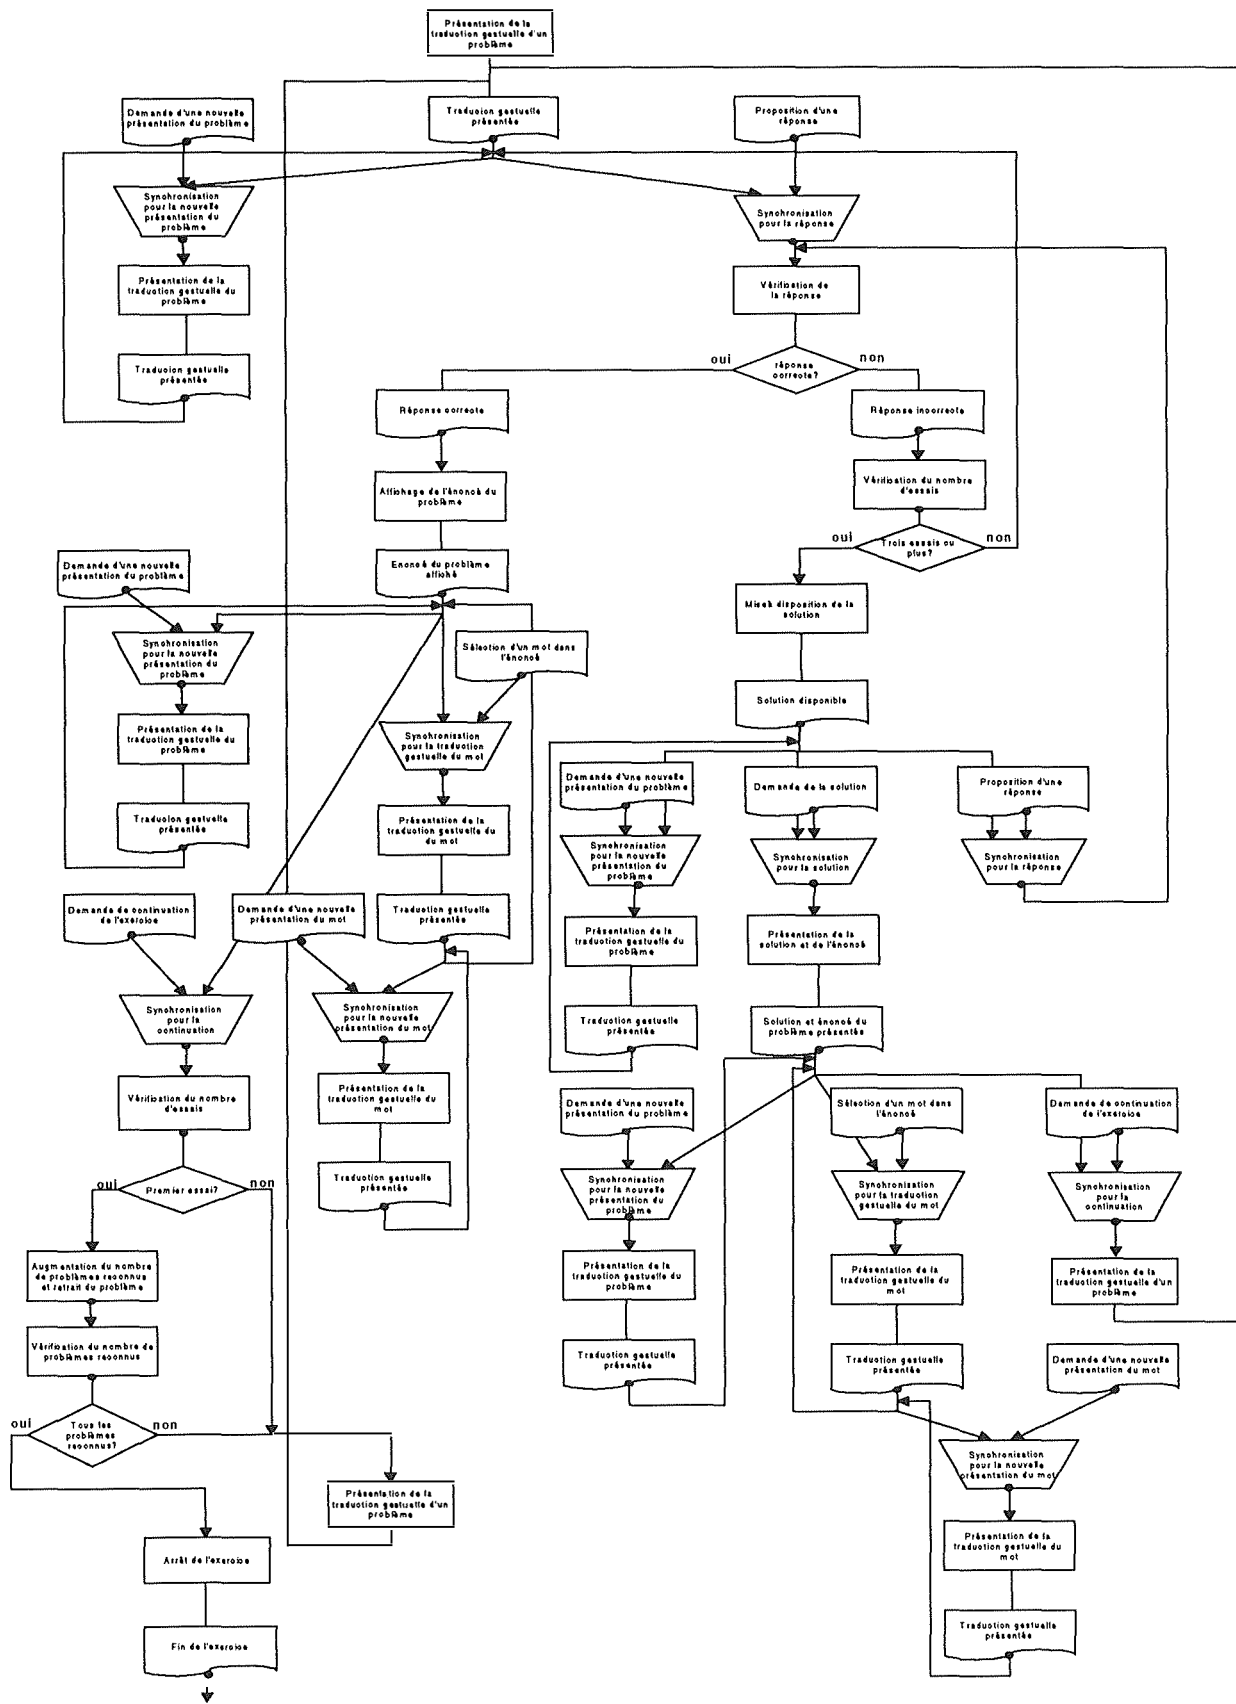 Présentation de la
traduction gestuelle d'un
problème
Demande d'une nouvelle
présentation du problème
Traducion gestuelle
présentée
Proposition d'une
réponse
Synchronisation
pour la nouvelle
présentation du
problème
Synchronisation
pour la réponse
Présentation de la
traduction gestuelle du
problème
Vérification de
la réponse
Traducion gestuelle
présentée
oui
réponse
correcte?
non
Réponse correcte
Réponse incorrecte
Affichage de l'énoncé du
problème
Vérification du nombre
d'essais
oui
Trois essais ou
plus?
non
Demande d'une nouvelle
présentation du problème
Enoncé du problème
affiché
Miseà disposition de la
solution
Synchronisation
pour la nouvelle
présentation du
problème
Sélection d'un mot dans
l'énoncé
Solution disponible
Présentation de la
traduction gestuelle du
problème
Synchronisation
pour la traduction
gestuelle du mot
Demande d'une nouvelle
présentation du problème
Demande de la solution
Proposition d'une
réponse
Traducion gestuelle
présentée
Présentation de la
traduction gestuelle du
du mot
Synchronisation
pour la nouvelle
présentation du
problème
Synchronisation
pour la solution
Synchronisation
pour la réponse
Demande de continuation
de l'exercice
Demande d'une nouvelle
présentation du mot
Traduction gestuelle
présentée
Présentation de la
traduction gestuelle du
problème
Présentation de la
solution et de l'énoncé
Synchronisation
pour la
continuation
Synchronisation
pour la nouvelle
présentation du mot
Traduction gestuelle
présentée
Solution et énoncé du
problème présentés
Vérification du nombre
d'essais
Présentation de la
traduction gestuelle du
mot
Demande d'une nouvelle
présentation du problème
Sélection d'un mot dans
l'énoncé
Demande de continuation
de l'exercice
oui
Premier essai?
non
Traduction gestuelle
présentée
Synchronisation
pour la nouvelle
présentation du
problème
Synchronisation
pour la traduction
gestuelle du mot
Synchronisation
pour la
continuation
Augmentation du nombre
de problèmes reconnus
et retrait du problème
Présentation de la
traduction gestuelle du
problème
Présentation de la
traduction gestuelle du
mot
Présentation de la
traduction gestuelle d'un
problème
Vérification du nombre de
problèmes reconnus
Traduction gestuelle
présentée
Traduction gestuelle
présentée
Demande d'une nouvelle
présentation du mot
oui
Tous les
problèmes
reconnus?
non
Synchronisation
pour la nouvelle
présentation du mot
Présentation de la
traduction gestuelle d'un
problème
Arrêt de l'exercice
Présentation de la
traduction gestuelle du
mot
Fin de l'exercice
Traduction gestuelle
présentée